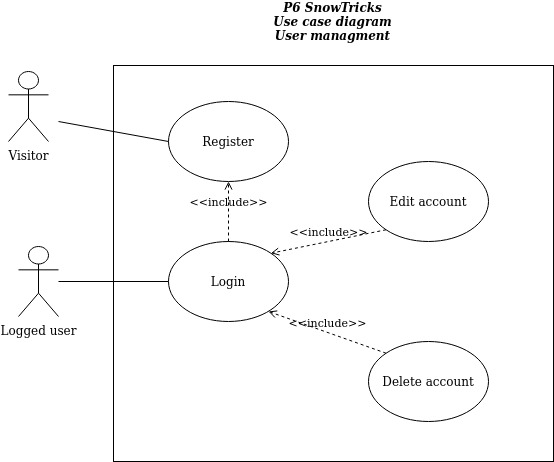 P6 SnowTricks
Use case diagram
User managment
Register
Visitor
<<include>>
Edit account
<<include>>
Login
Logged user
<<include>>
Delete account